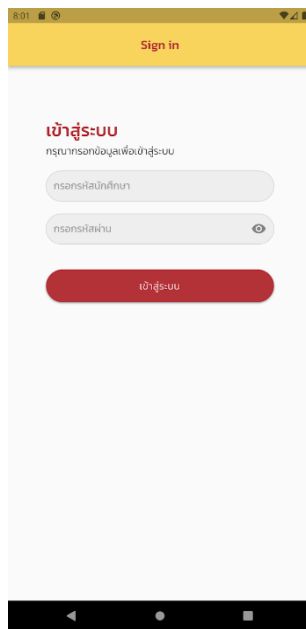 8:01
Sign in
เข้าสู่ระบบ
กรุณากรอกข้อมูลเพื่อเข้าสู่ระบบ
กรอกรหัสนักศึกษา
กรอกรหัสผ่าน
เข้าสู่ระบบ